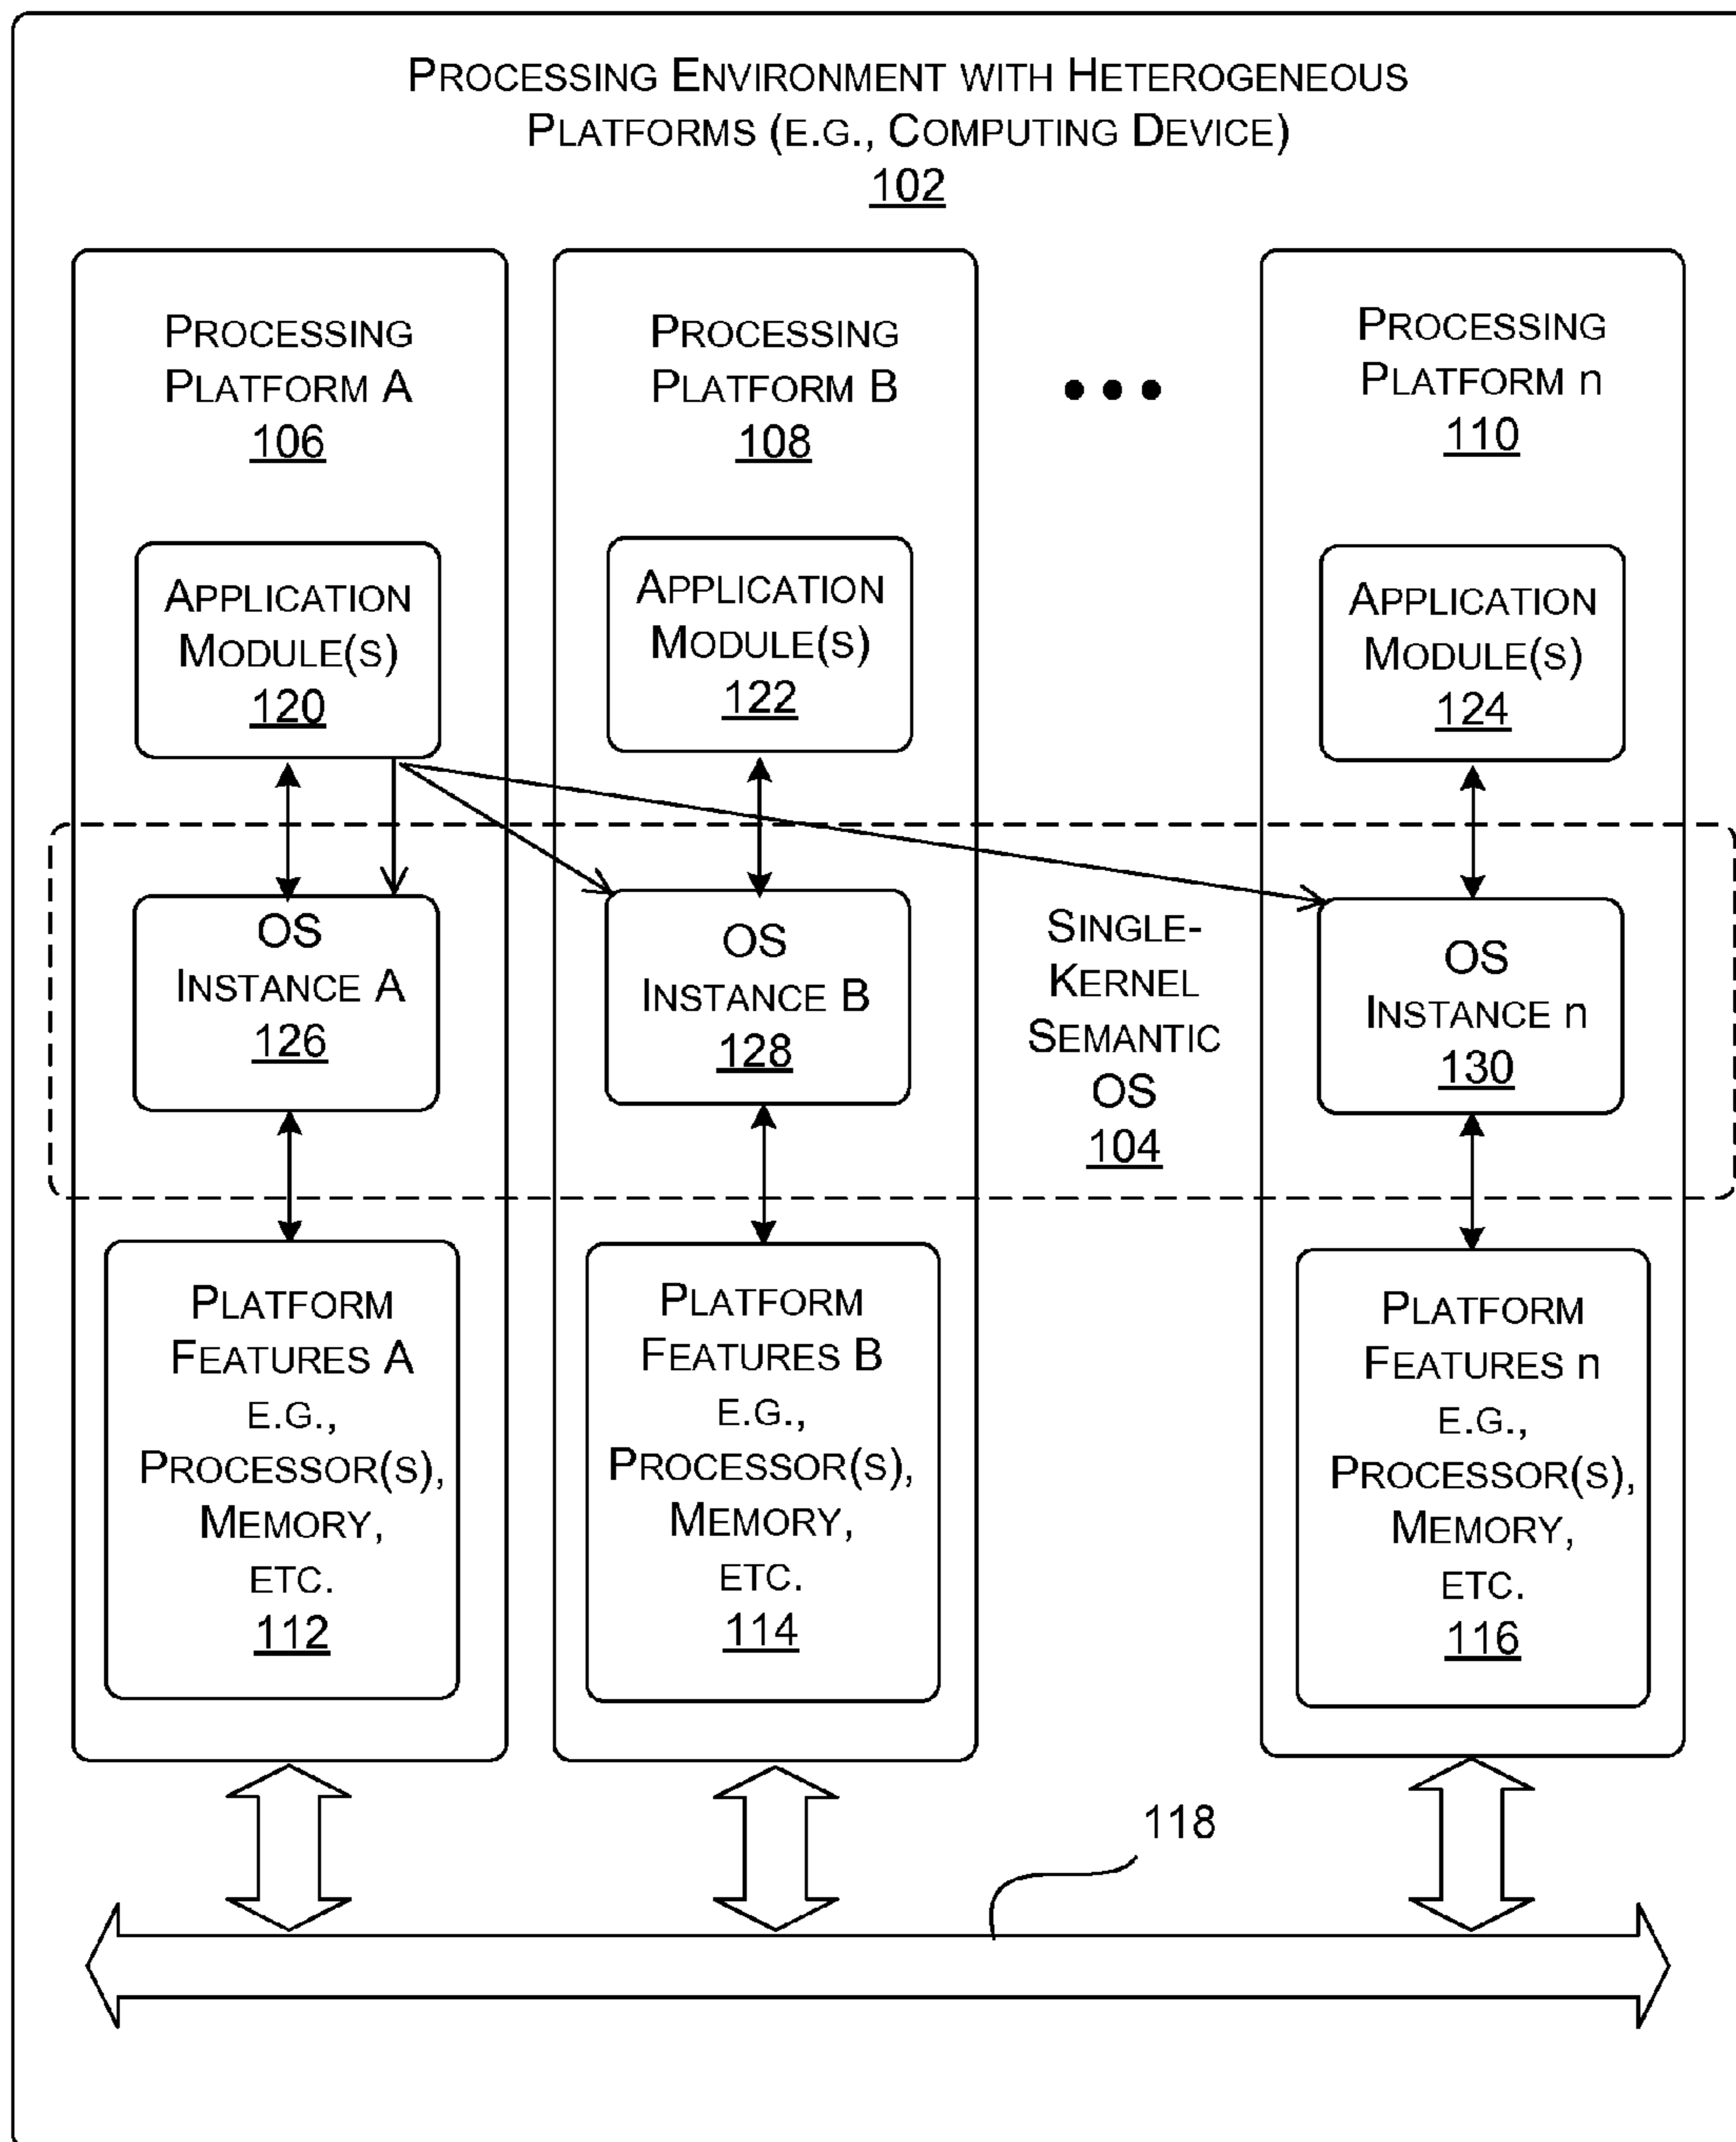 PROCESSING ENVIRONMENT WITH HETEROGENEOUS
PLATFORMS (E.G., COMPUTING DEVICE)
102
PROCESSING
PLATFORM A
106
PROCESSING
PLATFORM B
108
•••
PROCESSING
PLATFORM n
110
APPLICATION
MODULE(S)
120
APPLICATION
MODULE(S)
122
APPLICATION
MODULE(S)
124
OS
INSTANCE A
126
OS
INSTANCE B
128
SINGLE-
KERNEL
SEMANTIC
OS
104
OS
INSTANCE n
130
PLATFORM
FEATURES A
E.G.,
PROCESSOR(S),
MEMORY,
ETC.
112
PLATFORM
FEATURES B
E.G.,
PROCESSOR(S),
MEMORY,
ETC.
114
PLATFORM
FEATURES n
E.G.,
PROCESSOR(S),
MEMORY,
ETC.
116
118